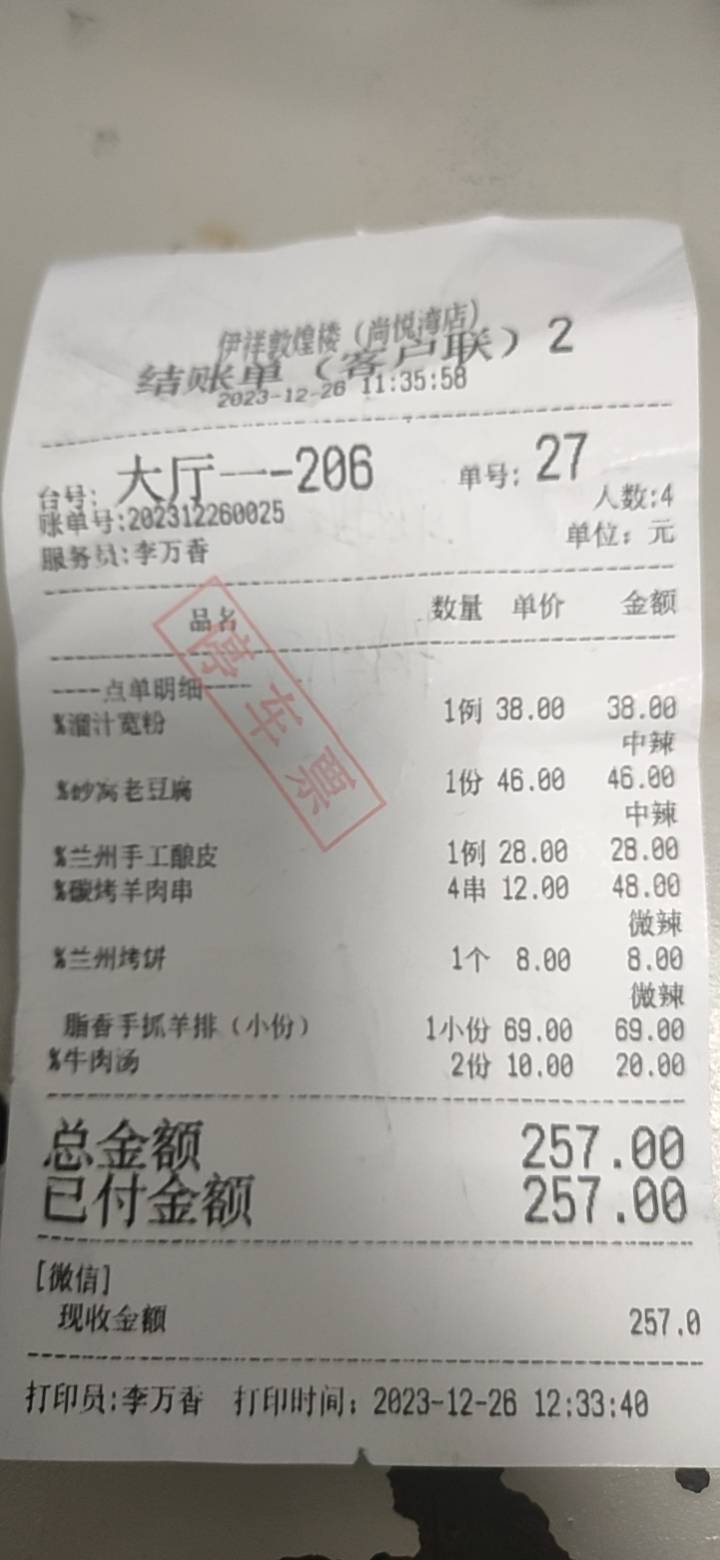 伊祥敦煌楼（尚悦湾店）
结账单（客户联）2
2023-12-26 11:35:58
台号: 大厅一-206 单号: 27
人数:4
账单号:202312260025
服务员:李万香 单位：元
品名 数量 单价 金额
----点单明细----
%溜汁宽粉 1例 38.00 38.00
中辣
%砂窝老豆腐 1份 46.00 46.00
中辣
%兰州手工酿皮 1例 28.00 28.00
%碳烤羊肉串 4串 12.00 48.00
微辣
%兰州烤饼 1个 8.00 8.00
微辣
脂香手抓羊排（小份） 1小份 69.00 69.00
%牛肉汤 2份 10.00 20.00
总金额 257.00
已付金额 257.00
[微信]
现收金额 257.0
打印员:李万香 打印时间：2023-12-26 12:33:40
停车票